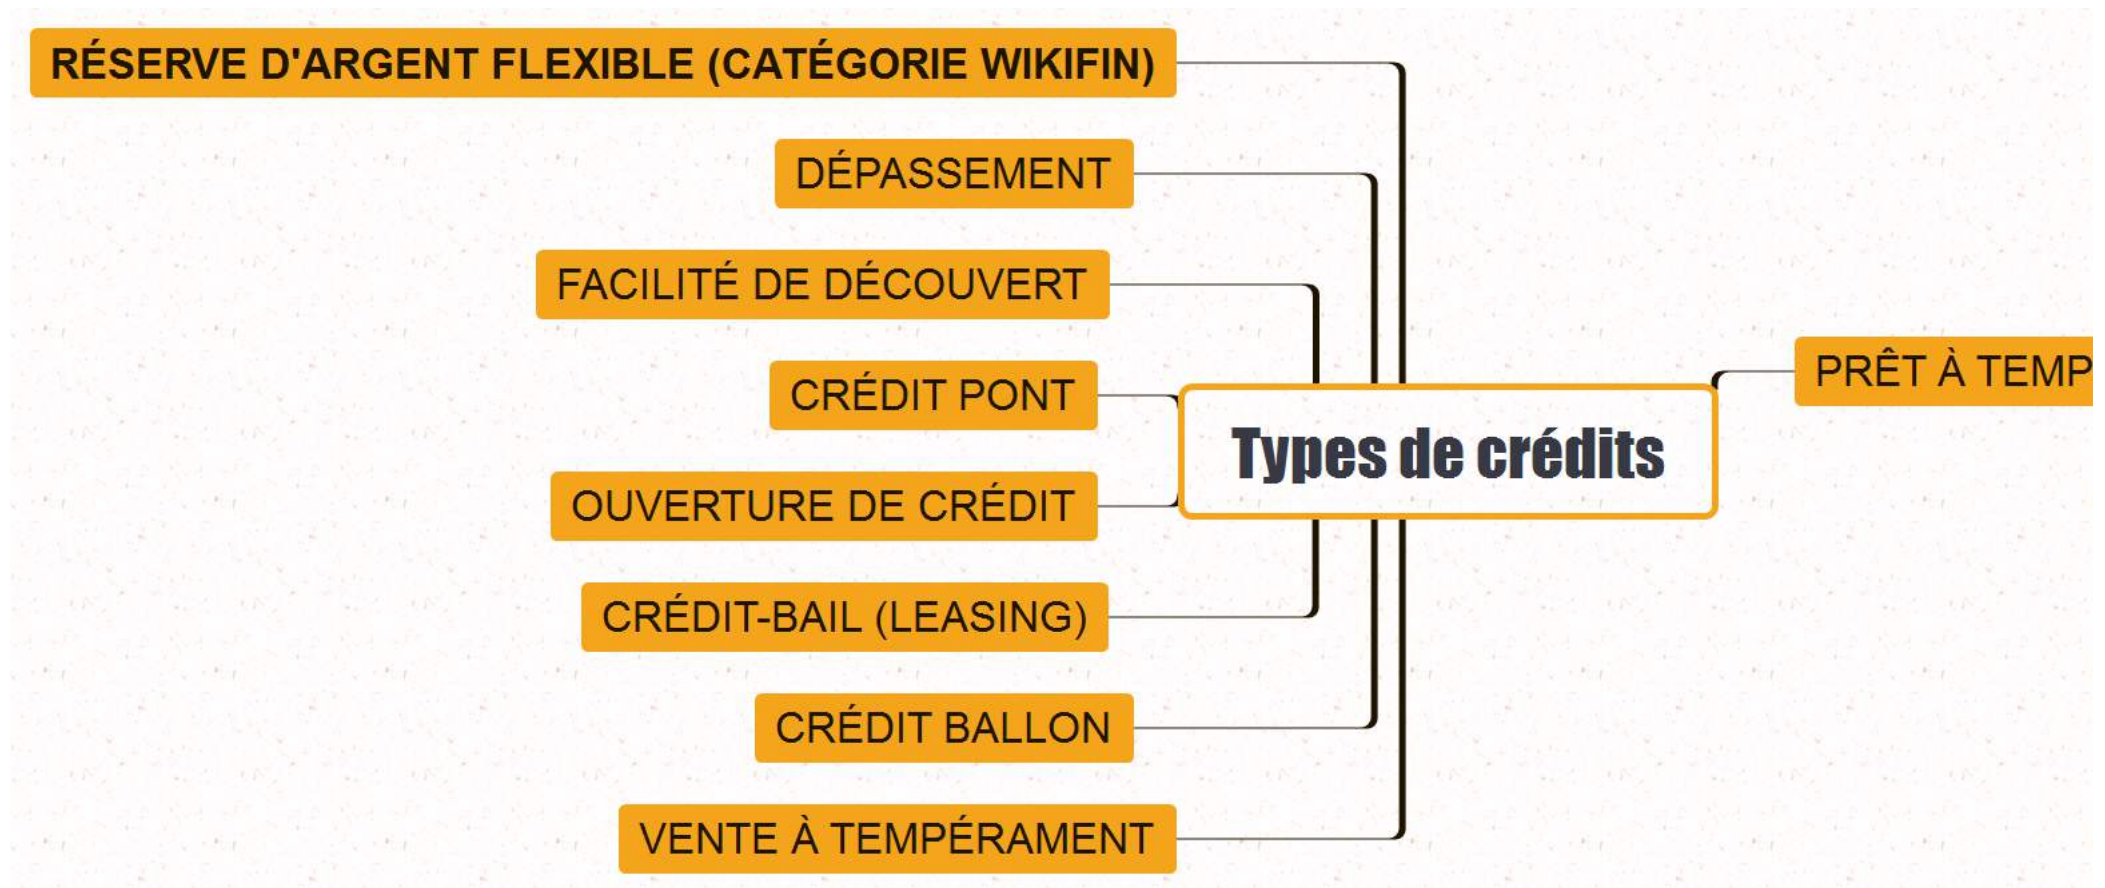 RÉSERVE D'ARGENT FLEXIBLE (CATÉGORIE WIKIFIN)
DÉPASSEMENT
FACILITÉ DE DÉCOUVERT
CRÉDIT PONT
OUVERTURE DE CRÉDIT
CRÉDIT-BAIL (LEASING)
CRÉDIT BALLON
VENTE À TEMPÉRAMENT
Types de crédits
PRÊT À TEMP